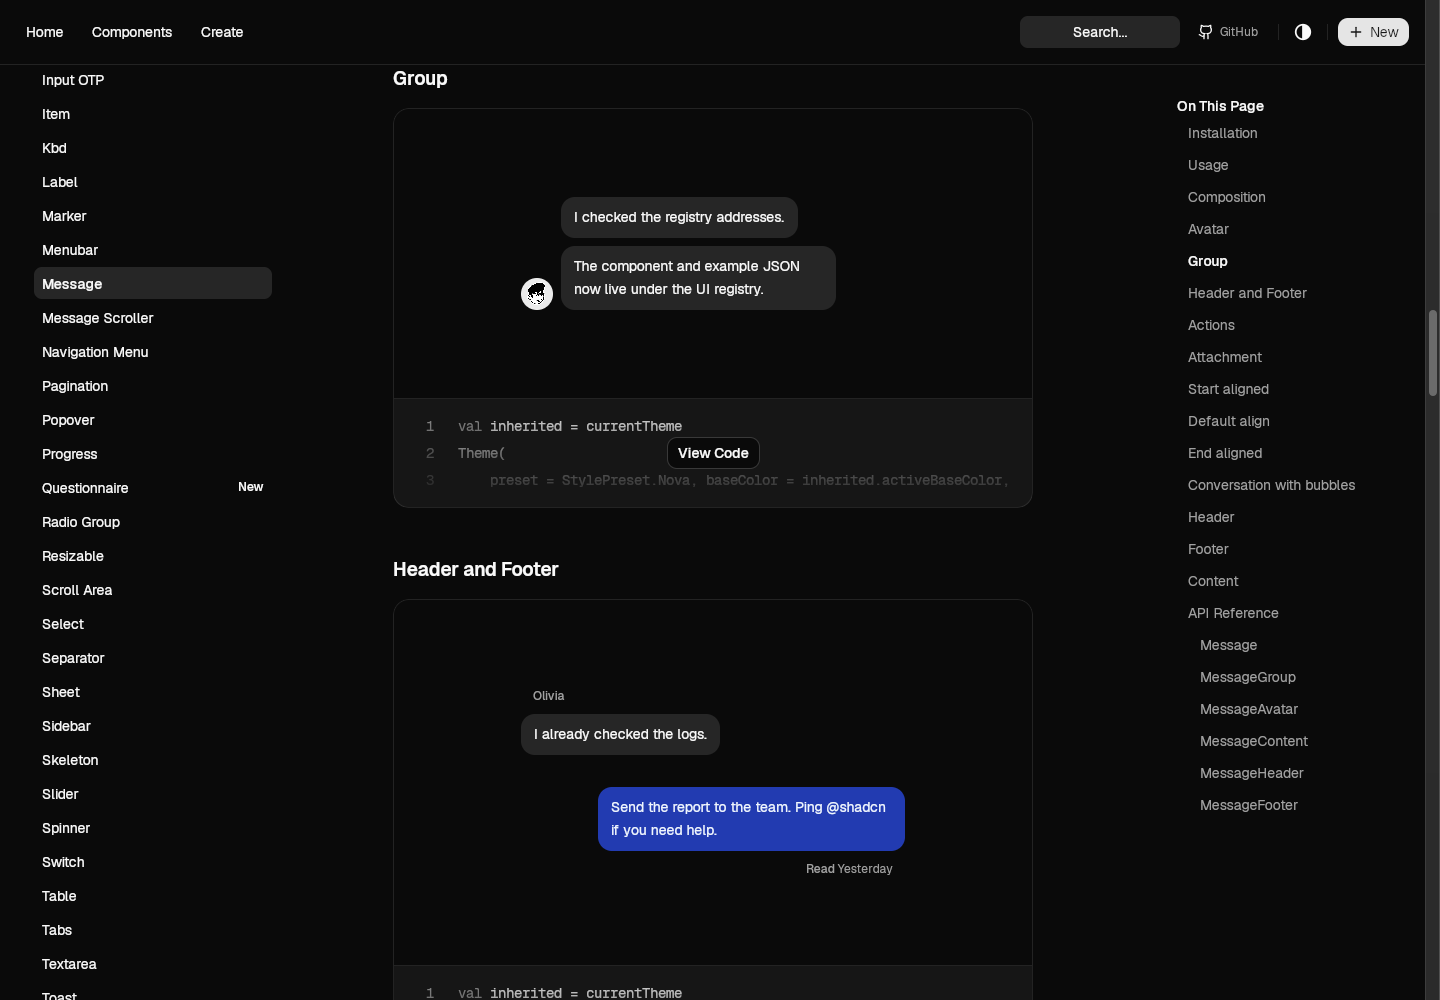 Home
Components
Create
Search...
GitHub
New
Input OTP
Item
Kbd
Label
Marker
Menubar
Message
Message Scroller
Navigation Menu
Pagination
Popover
Progress
Questionnaire New
Radio Group
Resizable
Scroll Area
Select
Separator
Sheet
Sidebar
Skeleton
Slider
Spinner
Switch
Table
Tabs
Textarea
Toast
Group
I checked the registry addresses.
The component and example JSON
now live under the UI registry.
1 val inherited = currentTheme
2 Theme(
View Code
3 preset = StylePreset.Nova, baseColor = inherited.activeBaseColor,
Header and Footer
Olivia
I already checked the logs.
Send the report to the team. Ping @shadcn
if you need help.
Read Yesterday
1 val inherited = currentTheme
On This Page
Installation
Usage
Composition
Avatar
Group
Header and Footer
Actions
Attachment
Start aligned
Default align
End aligned
Conversation with bubbles
Header
Footer
Content
API Reference
Message
MessageGroup
MessageAvatar
MessageContent
MessageHeader
MessageFooter